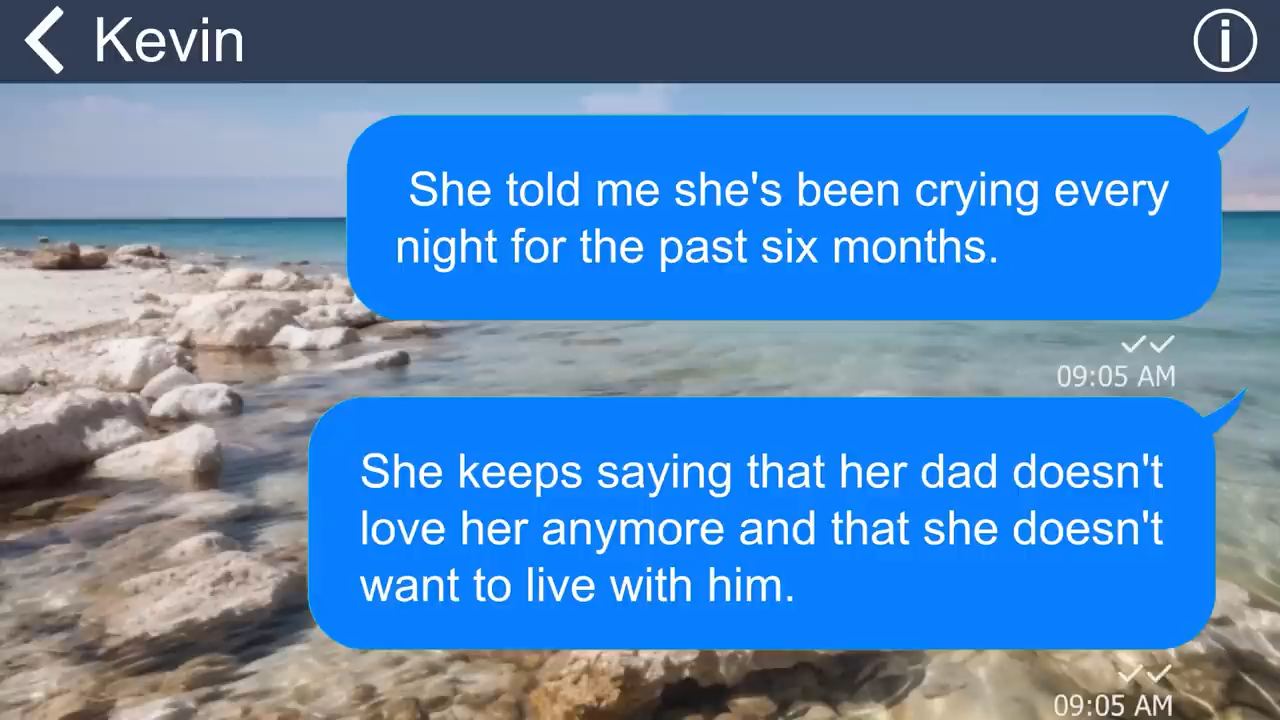 Kevin
She told me she's been crying every
night for the past six months.
09:05 AM
She keeps saying that her dad doesn't
love her anymore and that she doesn't
want to live with him.
09:05 AM